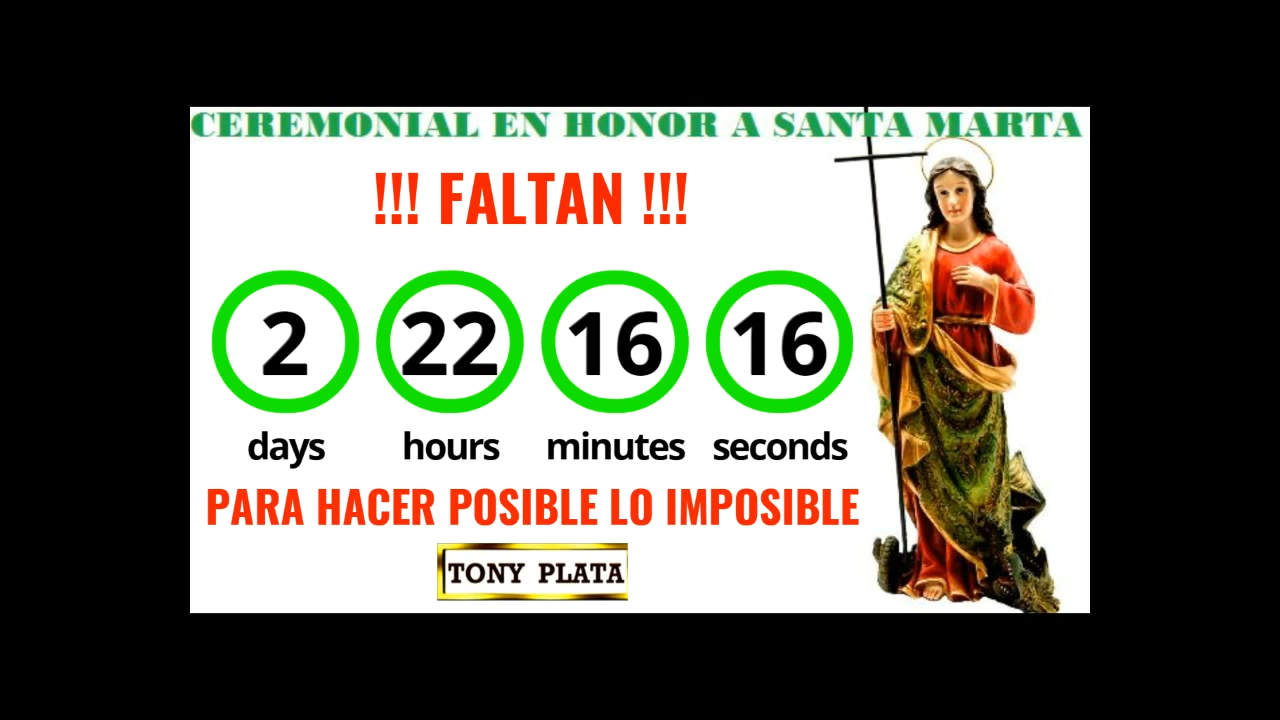 CEREMONIAL EN HONOR A SANTA MARTA
!!! FALTAN !!!
2 22 16 16
days hours minutes seconds
PARA HACER POSIBLE LO IMPOSIBLE
TONY PLATA